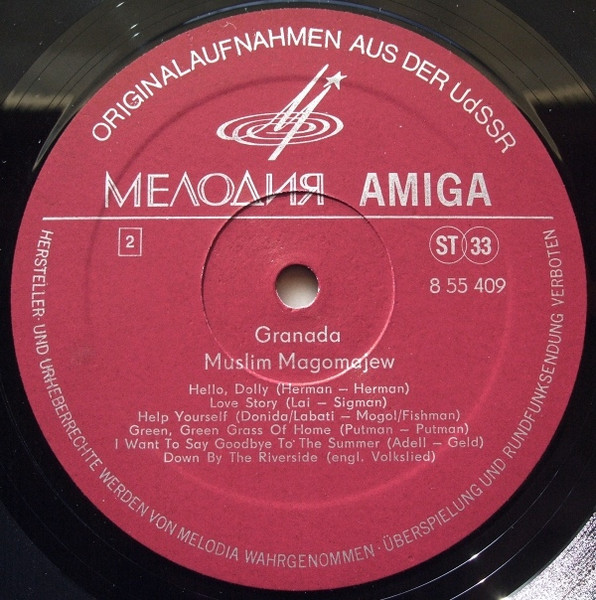 ORIGINALAUFNAHMEN AUS DER UdSSR
МЕЛОДИЯ AMIGA
2
ST 33
8 55 409
Granada
Muslim Magomajew
Hello, Dolly (Herman – Herman)
Love Story (Lai – Sigman)
Help Yourself (Donida/Labati – Mogol/Fishman)
Green, Green Grass Of Home (Putman – Putman)
I Want To Say Goodbye To The Summer (Adell – Geld)
Down By The Riverside (engl. Volkslied)
HERSTELLER- UND URHEBERRECHTE WERDEN VON MELODIA WAHRGENOMMEN · ÜBERSPIELUNG UND RUNDFUNKSENDUNG VERBOTEN